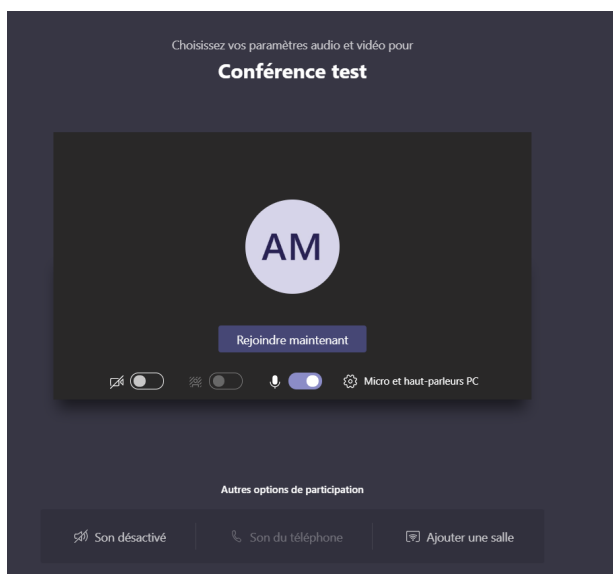 Choisissez vos paramètres audio et vidéo pour
Conférence test
AM
Rejoindre maintenant
Micro et haut-parleurs PC
Autres options de participation
Son désactivé
Son du téléphone
Ajouter une salle